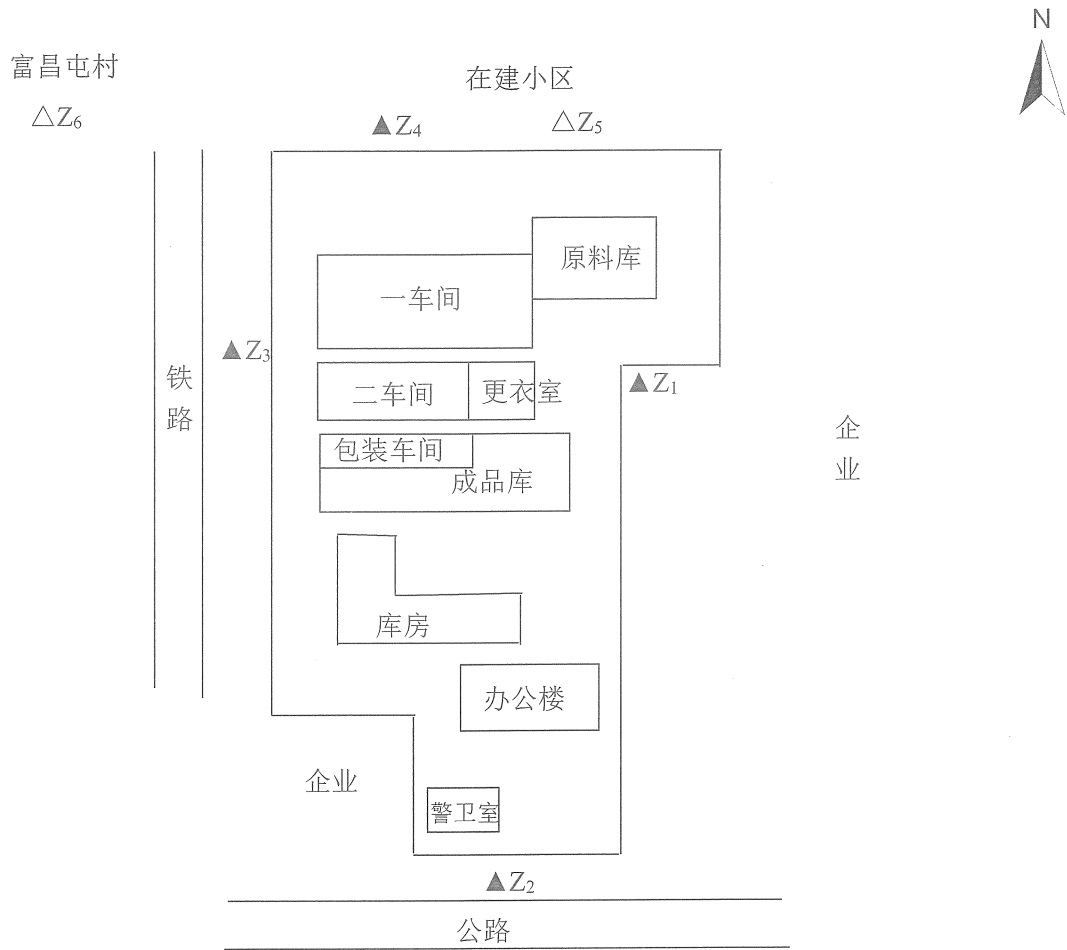 N
富昌屯村
在建小区
△Z₆
▲Z₄
△Z₅
原料库
一车间
▲Z₃
铁路
二车间
更衣室
▲Z₁
企业
包装车间
成品库
库房
办公楼
企业
警卫室
▲Z₂
公路